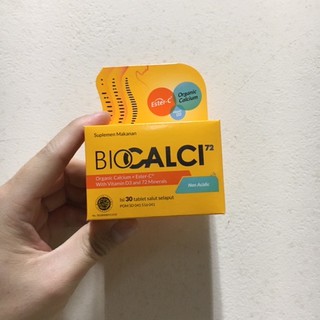 Ester-C®
Organic
Calcium
Suplemen Makanan
BIOCALCI72
Organic Calcium + Ester-C®
With Vitamin D3 and 72 Minerals
Non Acidic
Isi 30 tablet salut selaput